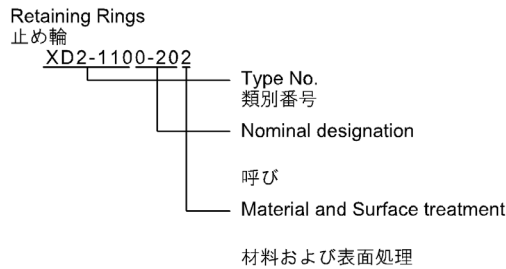 Retaining Rings
止め輪
XD2-1100-202
Type No.
類別番号
Nominal designation
呼び
Material and Surface treatment
材料および表面処理